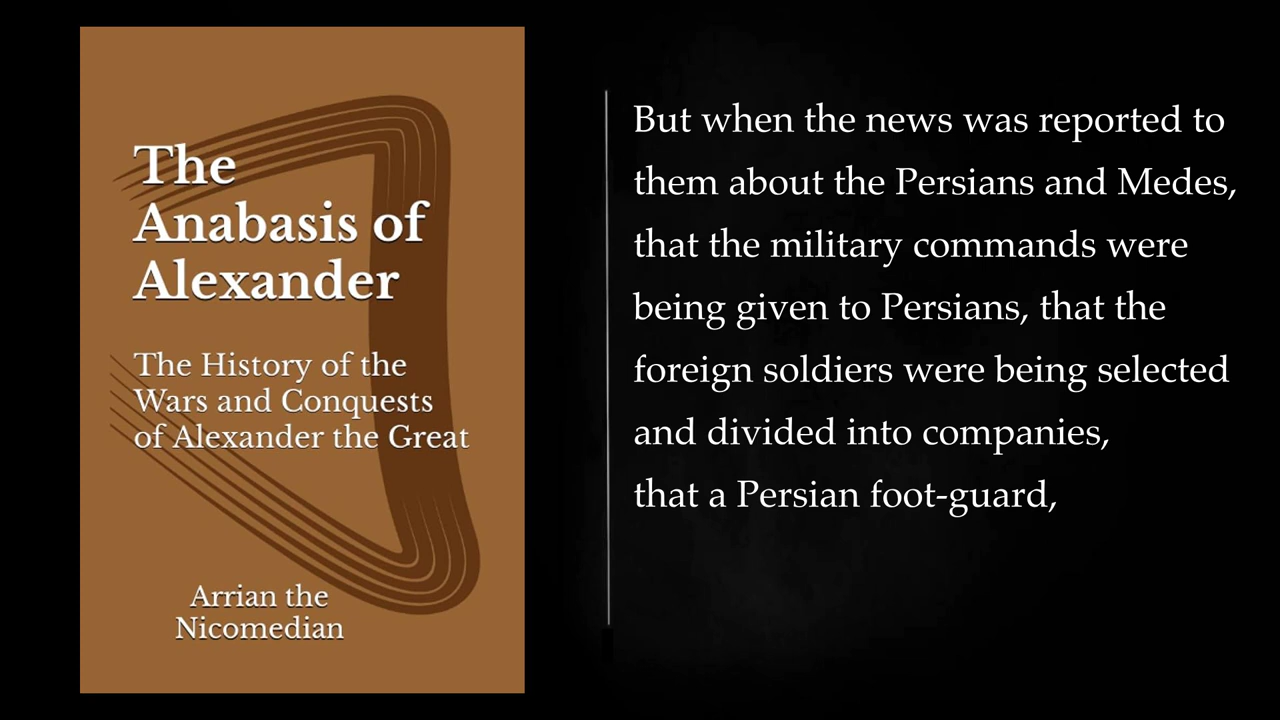 The
Anabasis of
Alexander
The History of the
Wars and Conquests
of Alexander the Great
Arrian the
Nicomedian
But when the news was reported to
them about the Persians and Medes,
that the military commands were
being given to Persians, that the
foreign soldiers were being selected
and divided into companies,
that a Persian foot-guard,